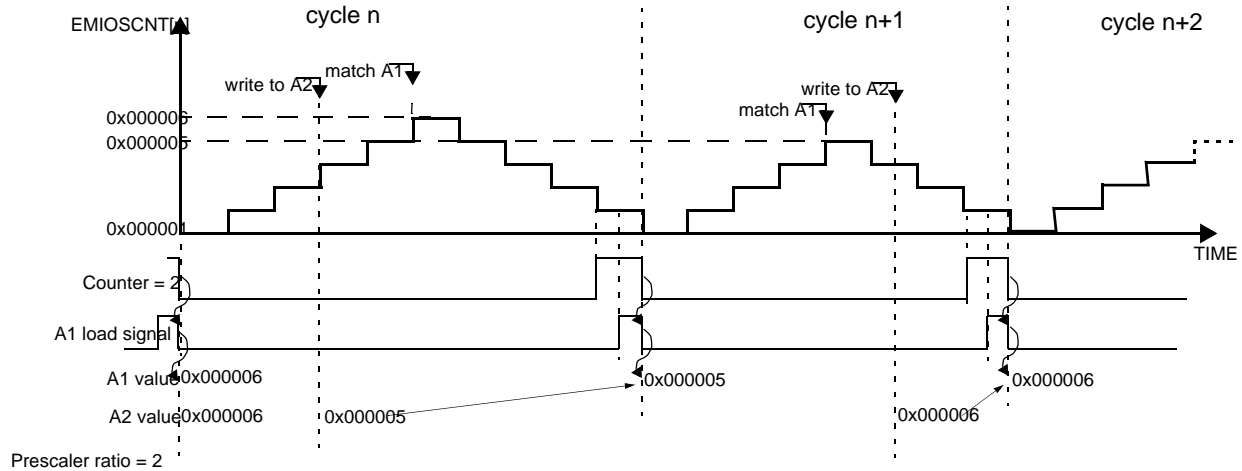 cycle n
cycle n+1
cycle n+2
EMIOSCNT[n]
write to A2
match A1
match A1
write to A2
0x000006
0x000005
0x000001
TIME
Counter = 2
A1 load signal
A1 value
0x000006
0x000005
0x000006
A2 value
0x000006
0x000005
0x000006
Prescaler ratio = 2